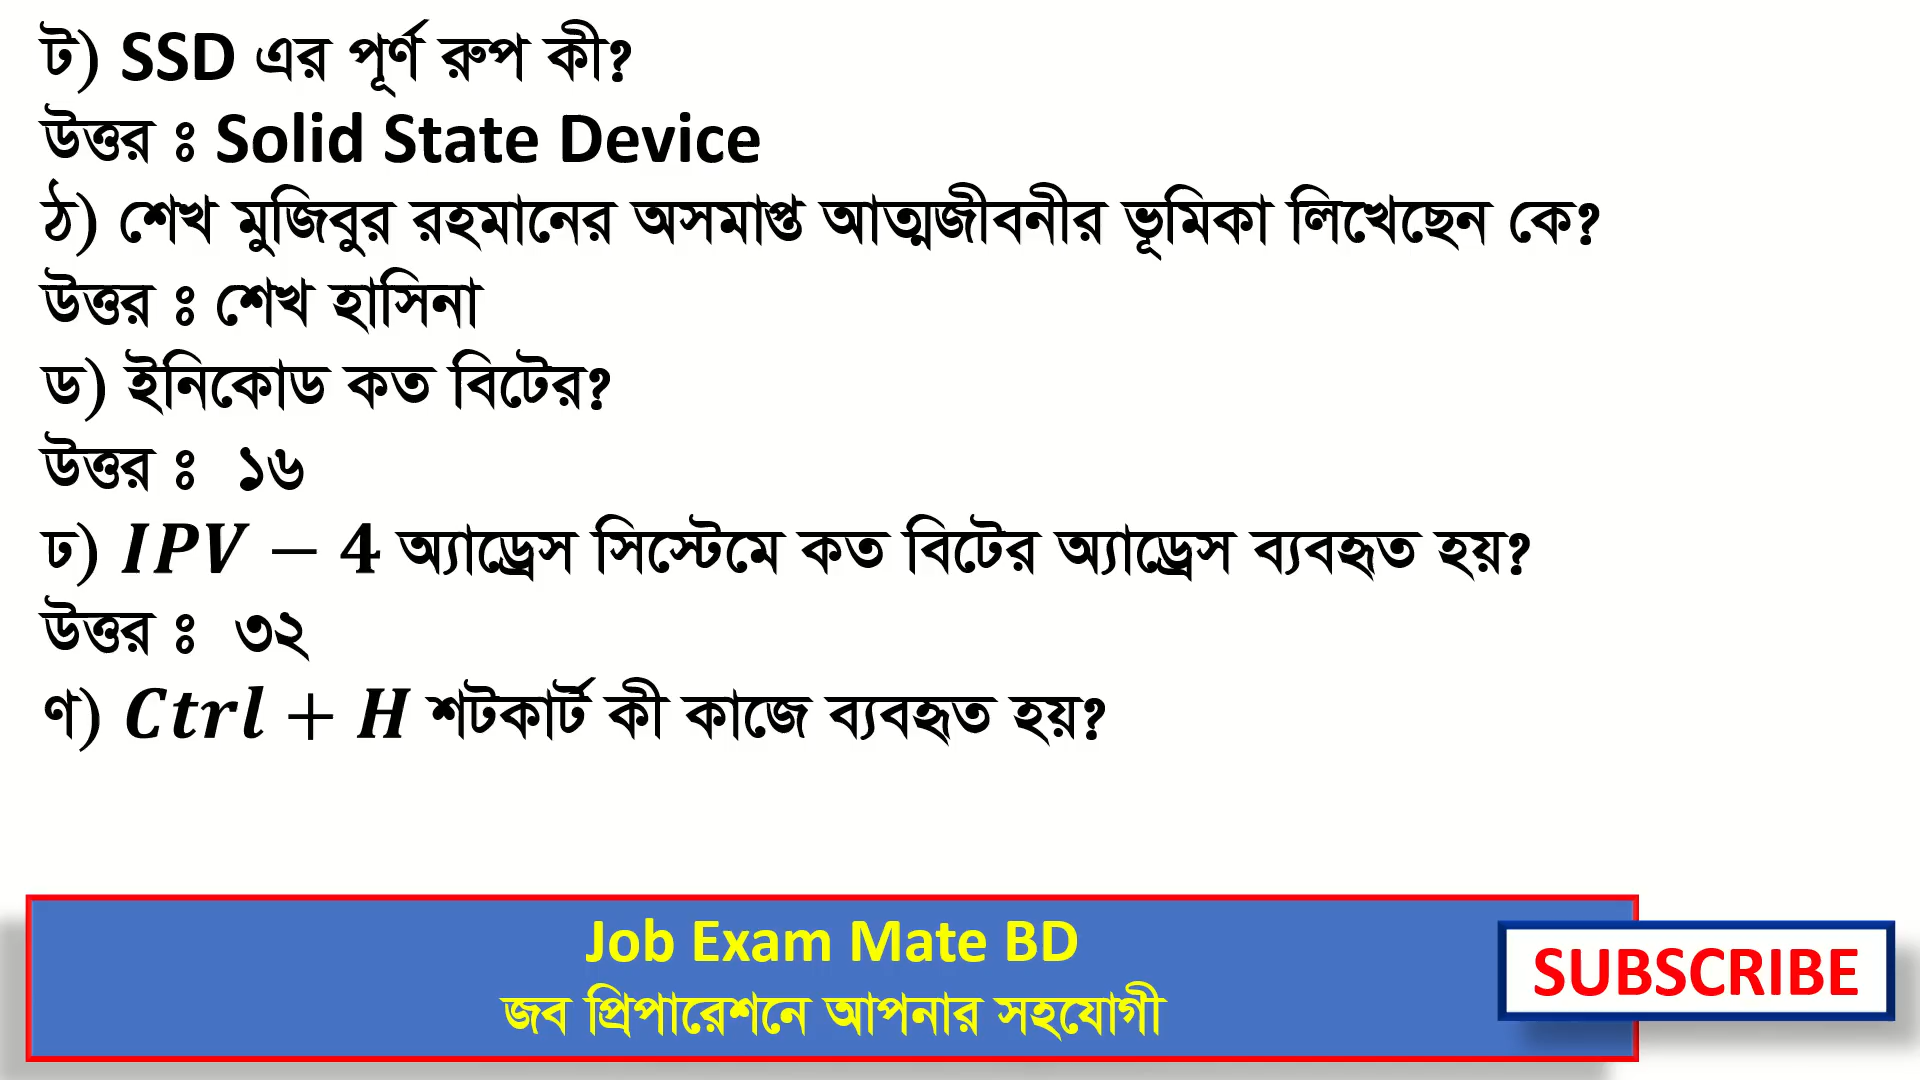 ট) SSD এর পূর্ণ রুপ কী?
উত্তর ঃ Solid State Device
ঠ) শেখ মুজিবুর রহমানের অসমাপ্ত আত্মজীবনীর ভূমিকা লিখেছেন কে?
উত্তর ঃ শেখ হাসিনা
ড) ইনিকোড কত বিটের?
উত্তর ঃ ১৬
ঢ) IPV − 4 অ্যাড্রেস সিস্টেমে কত বিটের অ্যাড্রেস ব্যবহৃত হয়?
উত্তর ঃ ৩২
ণ) Ctrl + H শটকার্ট কী কাজে ব্যবহৃত হয়?
Job Exam Mate BD
জব প্রিপারেশনে আপনার সহযোগী
SUBSCRIBE